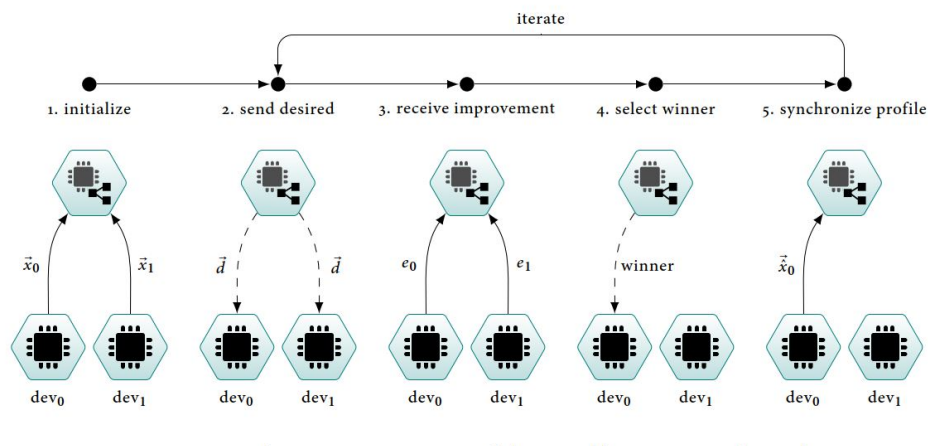 iterate
1. initialize 2. send desired 3. receive improvement 4. select winner 5. synchronize profile
x⃗0 x⃗1 d⃗ d⃗ e0 e1 winner x̂⃗0
dev0 dev1 dev0 dev1 dev0 dev1 dev0 dev1 dev0 dev1